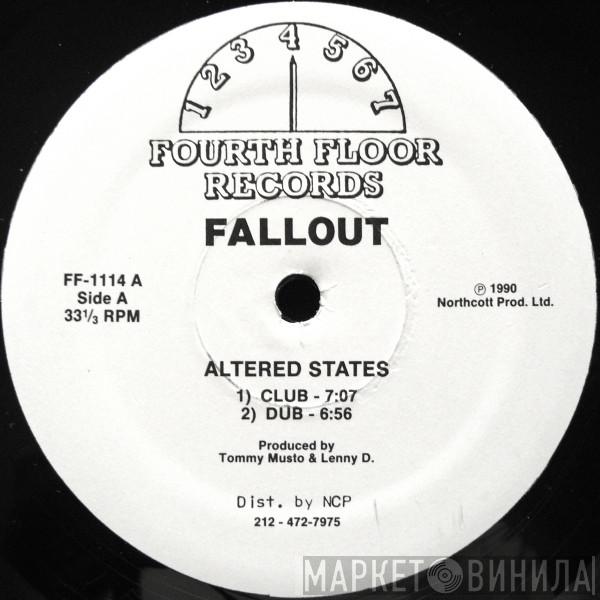 1 2 3 4 5 6 7
FOURTH FLOOR
RECORDS
FALLOUT
FF-1114 A
Side A
33⅓ RPM
℗ 1990
Northcott Prod. Ltd.
ALTERED STATES
1) CLUB - 7:07
2) DUB - 6:56
Produced by
Tommy Musto & Lenny D.
Dist. by NCP
212 - 472-7975
МАРКЕТ ВИНИЛА